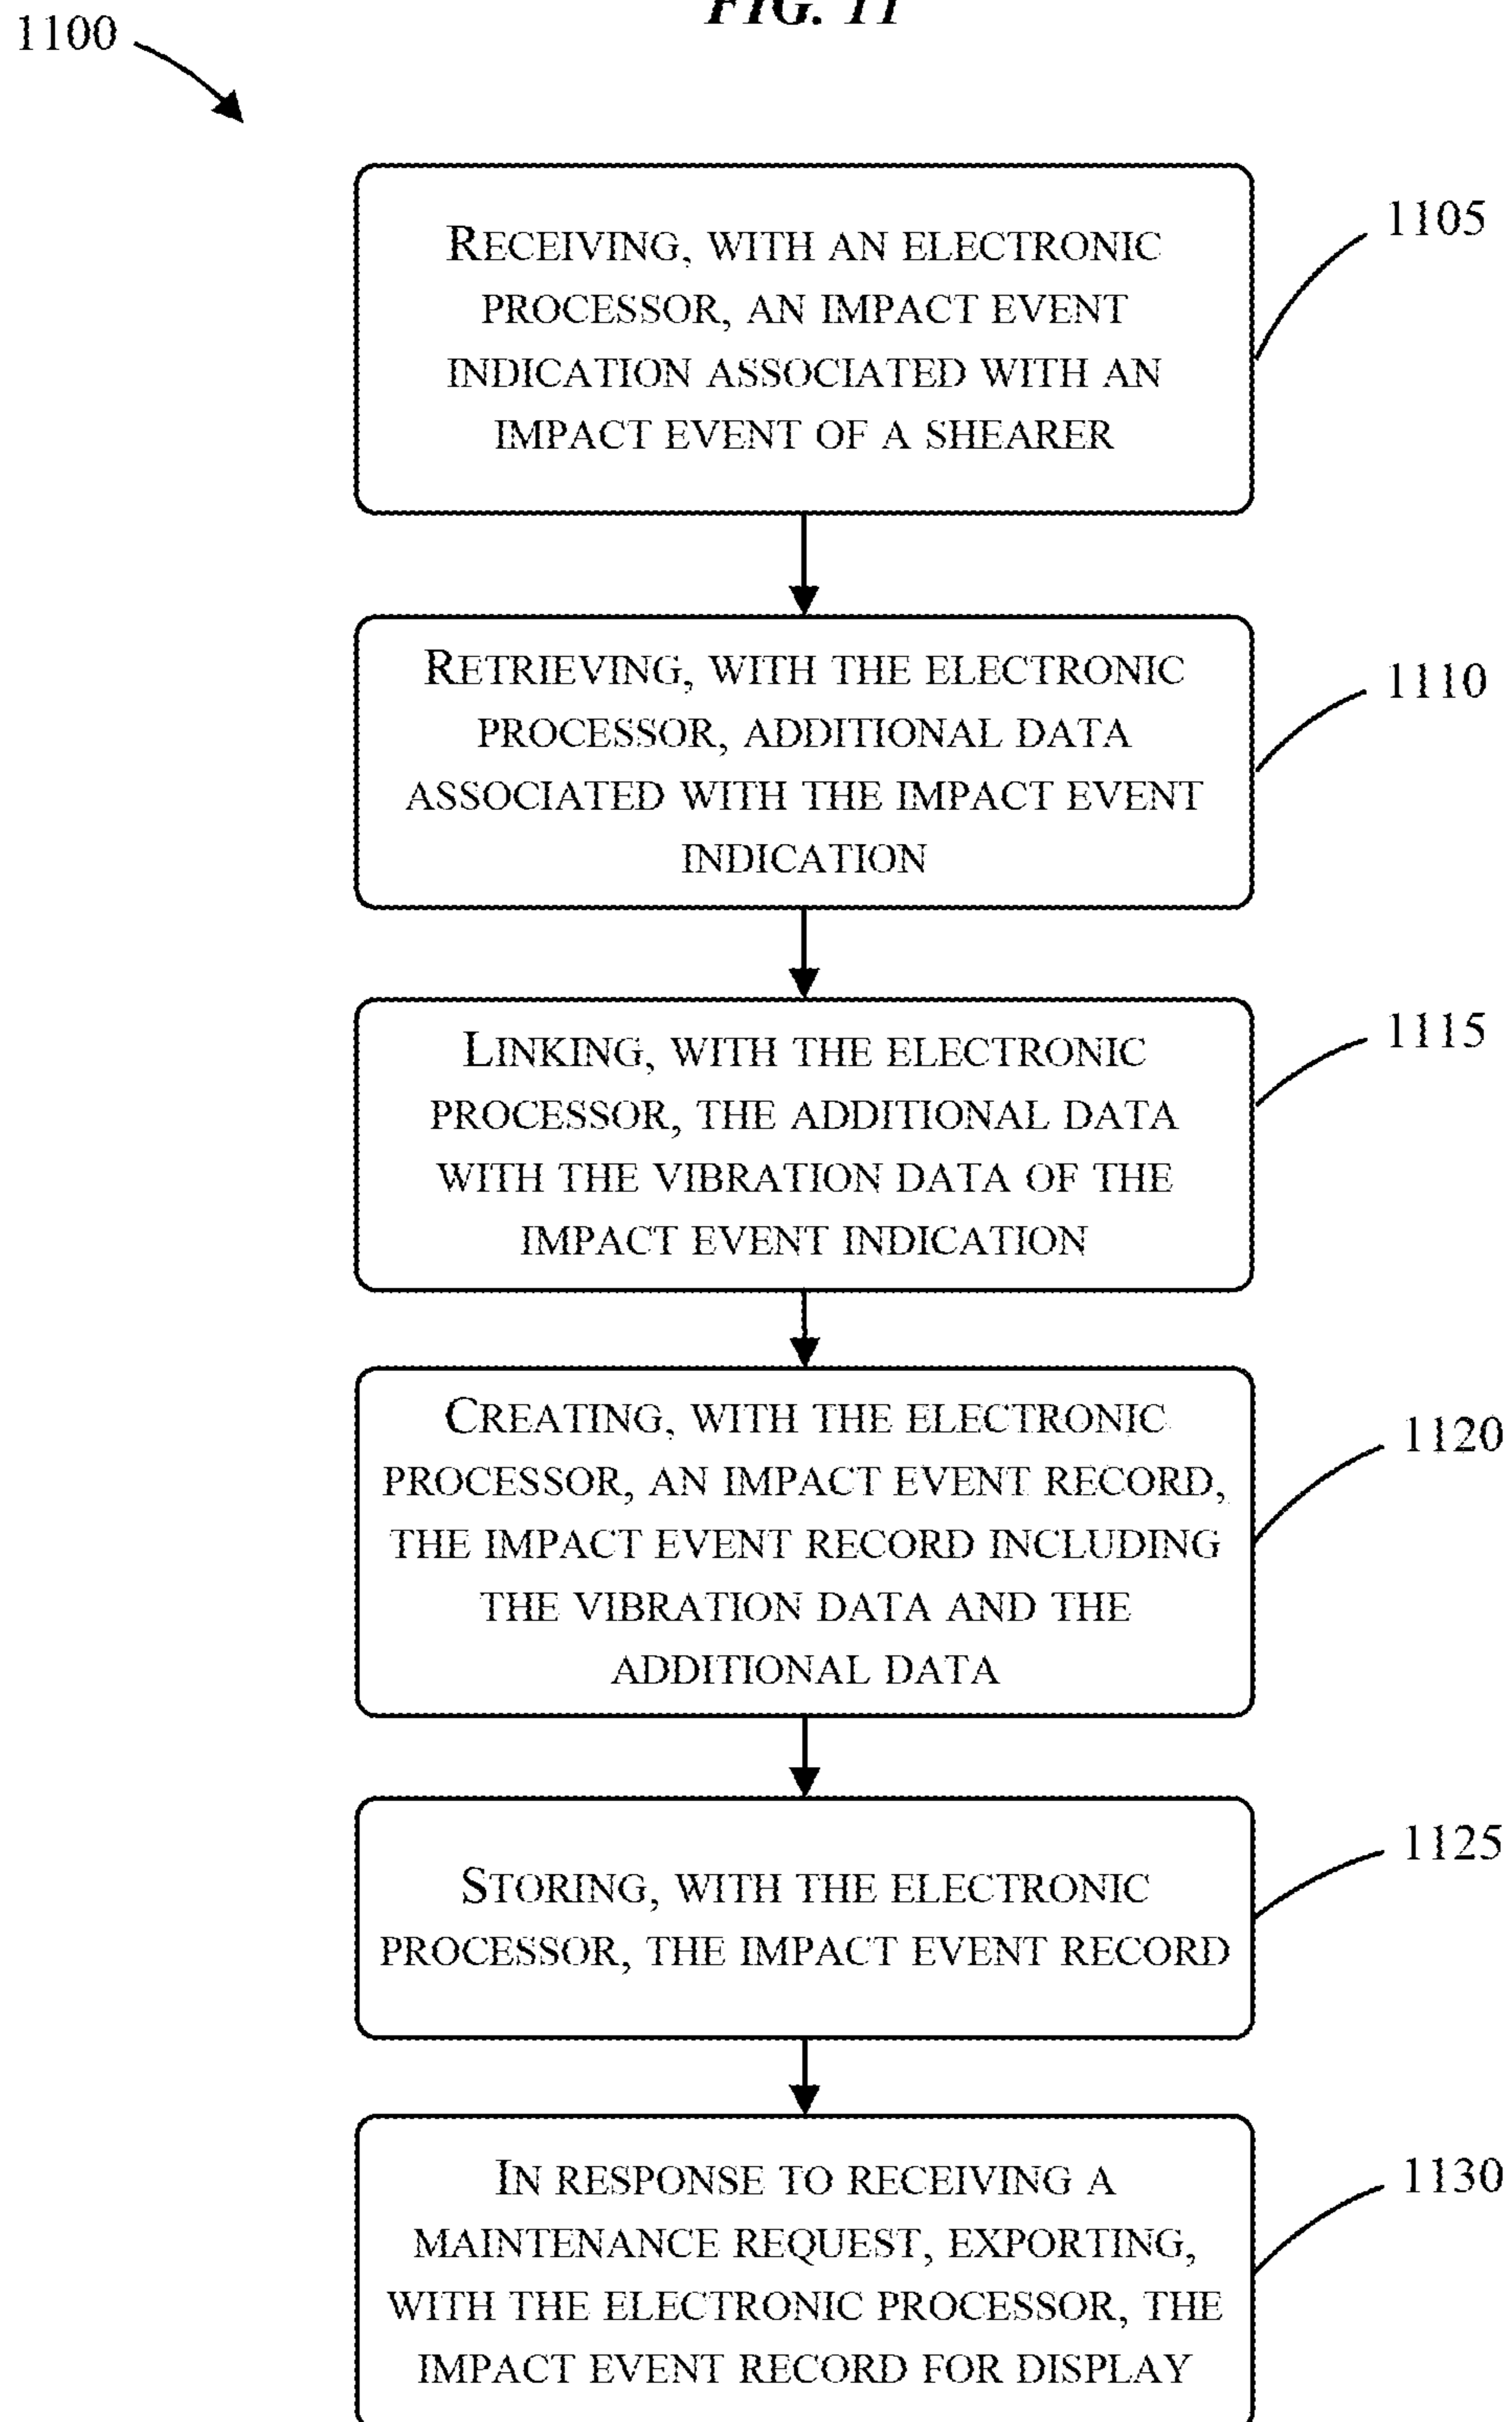 FIG. 11
1100
RECEIVING, WITH AN ELECTRONIC
PROCESSOR, AN IMPACT EVENT
INDICATION ASSOCIATED WITH AN
IMPACT EVENT OF A SHEARER
1105
RETRIEVING, WITH THE ELECTRONIC
PROCESSOR, ADDITIONAL DATA
ASSOCIATED WITH THE IMPACT EVENT
INDICATION
1110
LINKING, WITH THE ELECTRONIC
PROCESSOR, THE ADDITIONAL DATA
WITH THE VIBRATION DATA OF THE
IMPACT EVENT INDICATION
1115
CREATING, WITH THE ELECTRONIC
PROCESSOR, AN IMPACT EVENT RECORD,
THE IMPACT EVENT RECORD INCLUDING
THE VIBRATION DATA AND THE
ADDITIONAL DATA
1120
STORING, WITH THE ELECTRONIC
PROCESSOR, THE IMPACT EVENT RECORD
1125
IN RESPONSE TO RECEIVING A
MAINTENANCE REQUEST, EXPORTING,
WITH THE ELECTRONIC PROCESSOR, THE
IMPACT EVENT RECORD FOR DISPLAY
1130